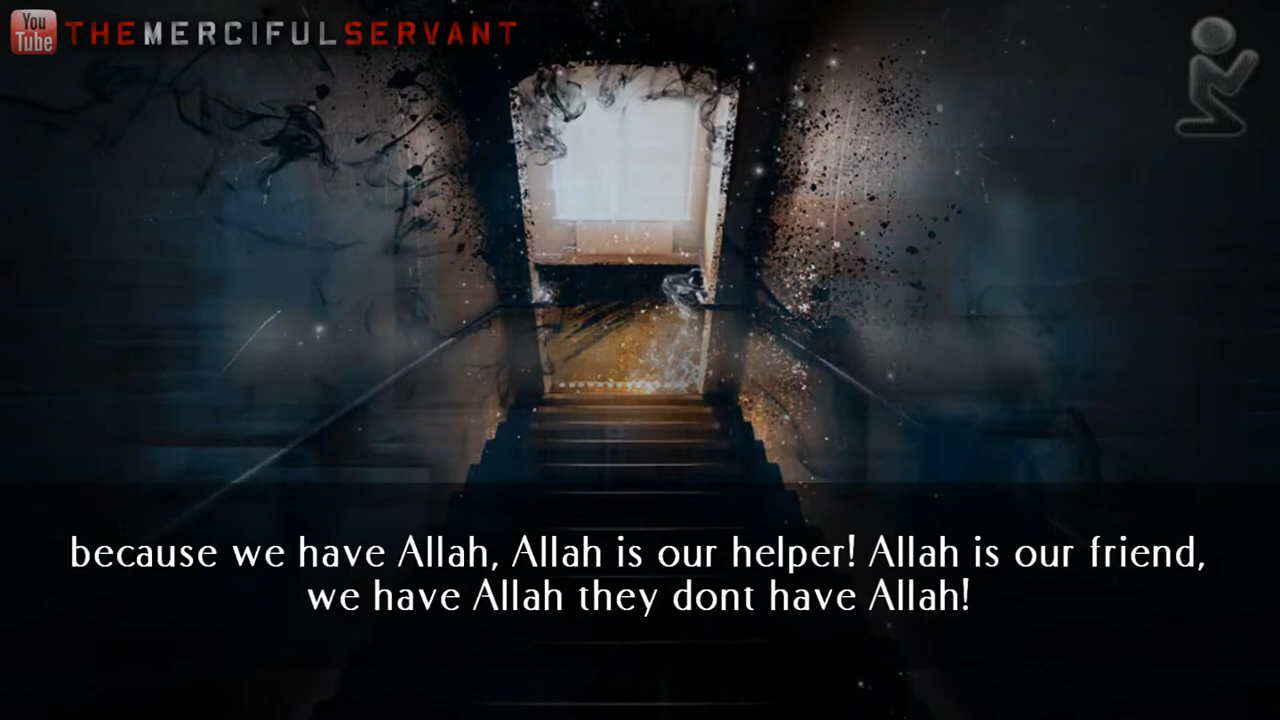 You
Tube
THEMERCIFULSERVANT
because we have Allah, Allah is our helper! Allah is our friend,
we have Allah they dont have Allah!